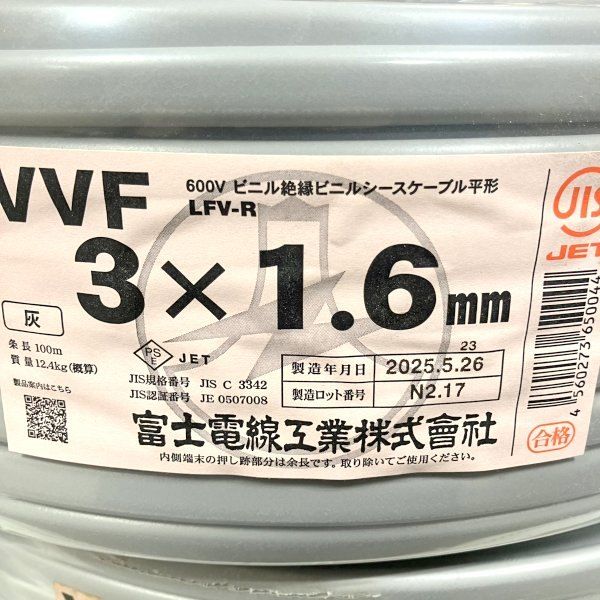 VVF 600V ビニル絶縁ビニルシースケーブル平形
LFV-R
3×1.6mm
JIS
JET
灰
条長 100m
質量 12.4kg(概算)
製品案内はこちら
PS
E JET
JIS規格番号 JIS C 3342
JIS認証番号 JE 0507008
23
製造年月日 2025.5.26
製造ロット番号 N2.17
4560273650044
合格
富士電線工業株式會社
内側端末の押し跡部分は余長です。取り除いてご使用ください。